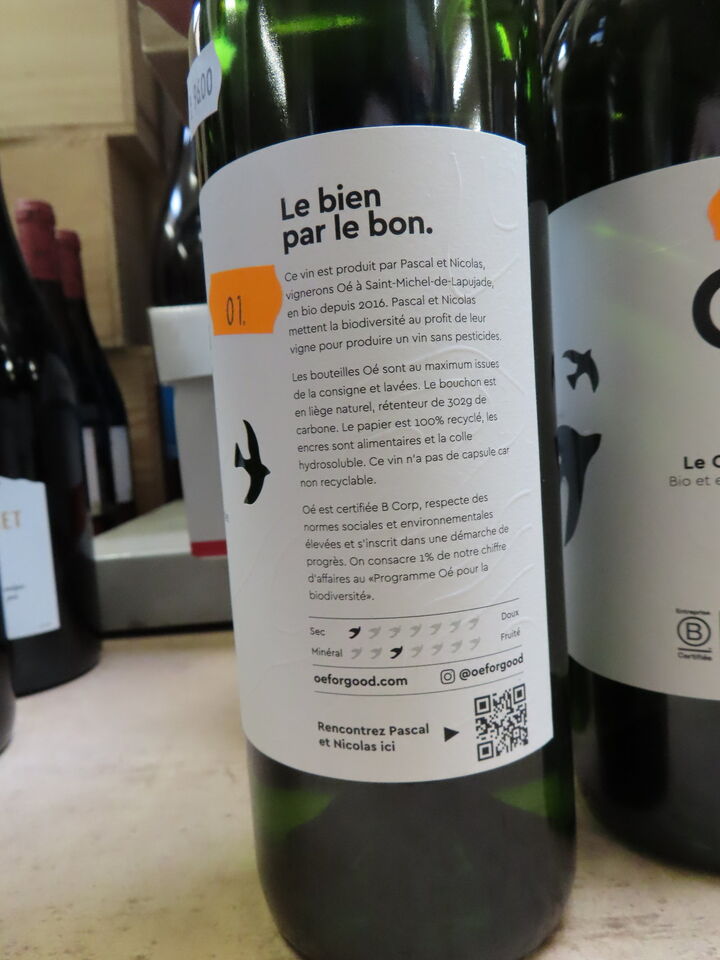 9600
Le bien
par le bon.
Ce vin est produit par Pascal et Nicolas,
vignerons Oé à Saint-Michel-de-Lapujade,
en bio depuis 2016. Pascal et Nicolas
mettent la biodiversité au profit de leur
vigne pour produire un vin sans pesticides.
01.
Les bouteilles Oé sont au maximum issues
de la consigne et lavées. Le bouchon est
en liège naturel, rétenteur de 302g de
carbone. Le papier est 100% recyclé, les
encres sont alimentaires et la colle
hydrosoluble. Ce vin n'a pas de capsule car
non recyclable.
Oé est certifiée B Corp, respecte des
normes sociales et environnementales
élevées et s'inscrit dans une démarche de
progrès. On consacre 1% de notre chiffre
d'affaires au «Programme Oé pour la
biodiversité».
Sec Doux
Minéral Fruité
oeforgood.com @oeforgood
Rencontrez Pascal
et Nicolas ici
ET
Le
Bio et
Entreprise
B
Certifiée